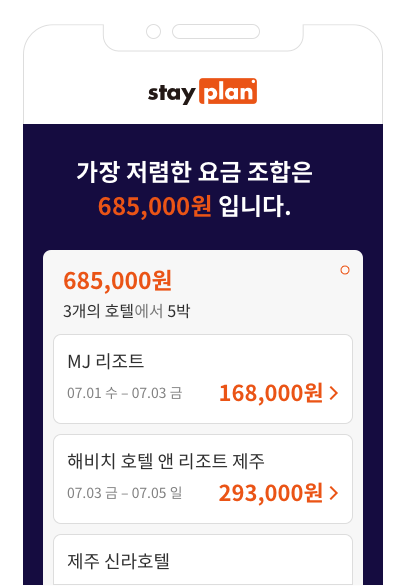 stayplan
가장 저렴한 요금 조합은
685,000원 입니다.
685,000원
3개의 호텔에서 5박
MJ 리조트
07.01 수 – 07.03 금
168,000원
해비치 호텔 앤 리조트 제주
07.03 금 – 07.05 일
293,000원
제주 신라호텔